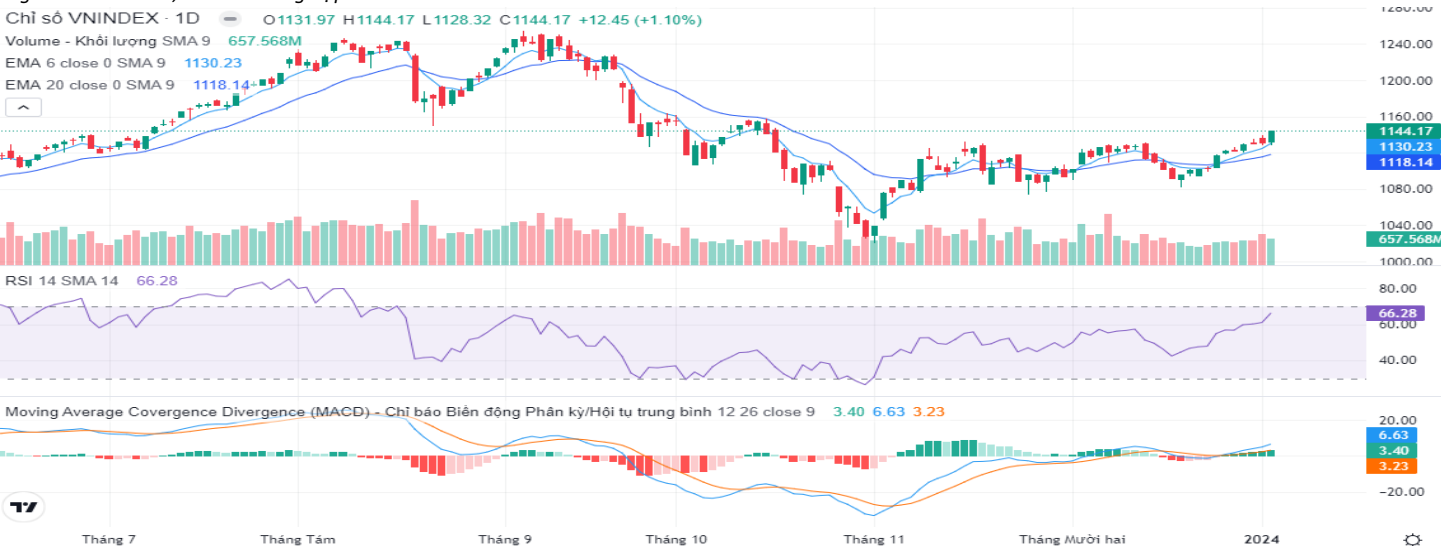 Chỉ số VNINDEX · 1D O1131.97 H1144.17 L1128.32 C1144.17 +12.45 (+1.10%)
Volume - Khối lượng SMA 9 657.568M
EMA 6 close 0 SMA 9 1130.23
EMA 20 close 0 SMA 9 1118.14
1280.00
1240.00
1200.00
1160.00
1144.17
1130.23
1118.14
1080.00
1040.00
657.568M
1000.00
RSI 14 SMA 14 66.28
80.00
66.28
60.00
40.00
Moving Average Covergence Divergence (MACD) - Chỉ báo Biến động Phân kỳ/Hội tụ trung bình 12 26 close 9 3.40 6.63 3.23
20.00
6.63
3.40
3.23
−20.00
Tháng 7 Tháng Tám Tháng 9 Tháng 10 Tháng 11 Tháng Mười hai 2024